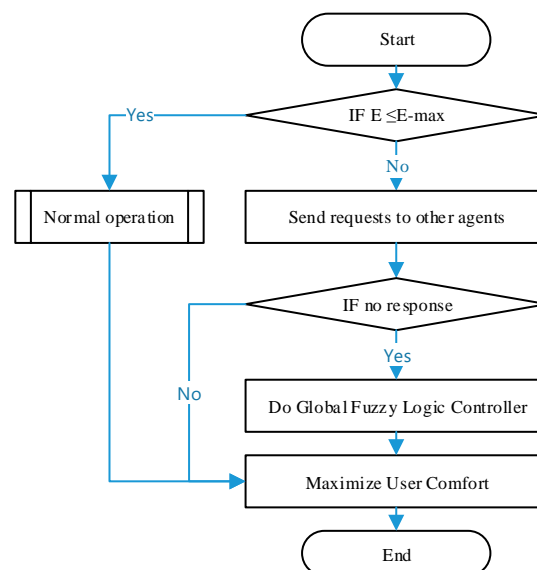 Start
IF E ≤E-max
Yes
No
Normal operation
Send requests to other agents
IF no response
Yes
No
Do Global Fuzzy Logic Controller
Maximize User Comfort
End